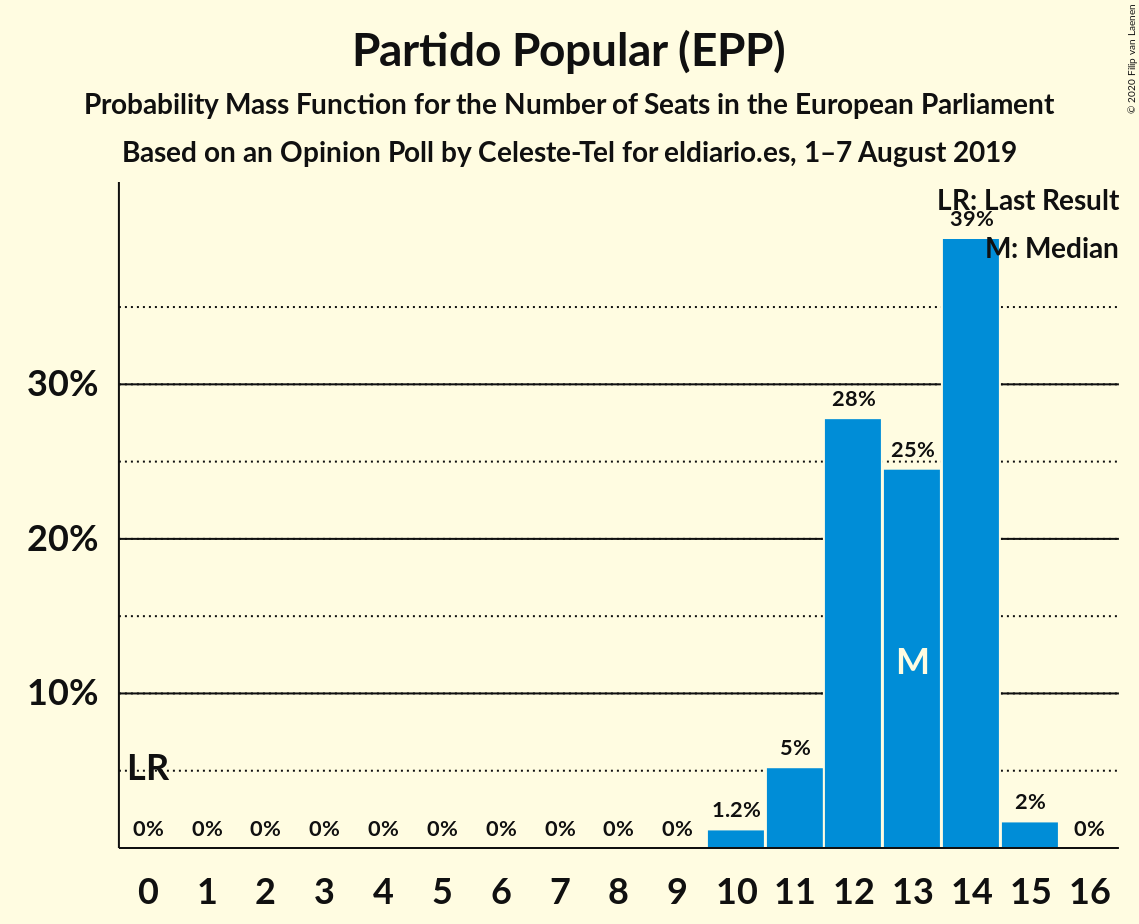 Partido Popular (EPP)
Probability Mass Function for the Number of Seats in the European Parliament
Based on an Opinion Poll by Celeste-Tel for eldiario.es, 1–7 August 2019
© 2020 Filip van Laenen
LR: Last Result
M: Median
39%
30%
28%
25%
20%
M
10%
LR
5%
0% 0% 0% 0% 0% 0% 0% 0% 0% 0% 1.2% 2% 0%
0 1 2 3 4 5 6 7 8 9 10 11 12 13 14 15 16